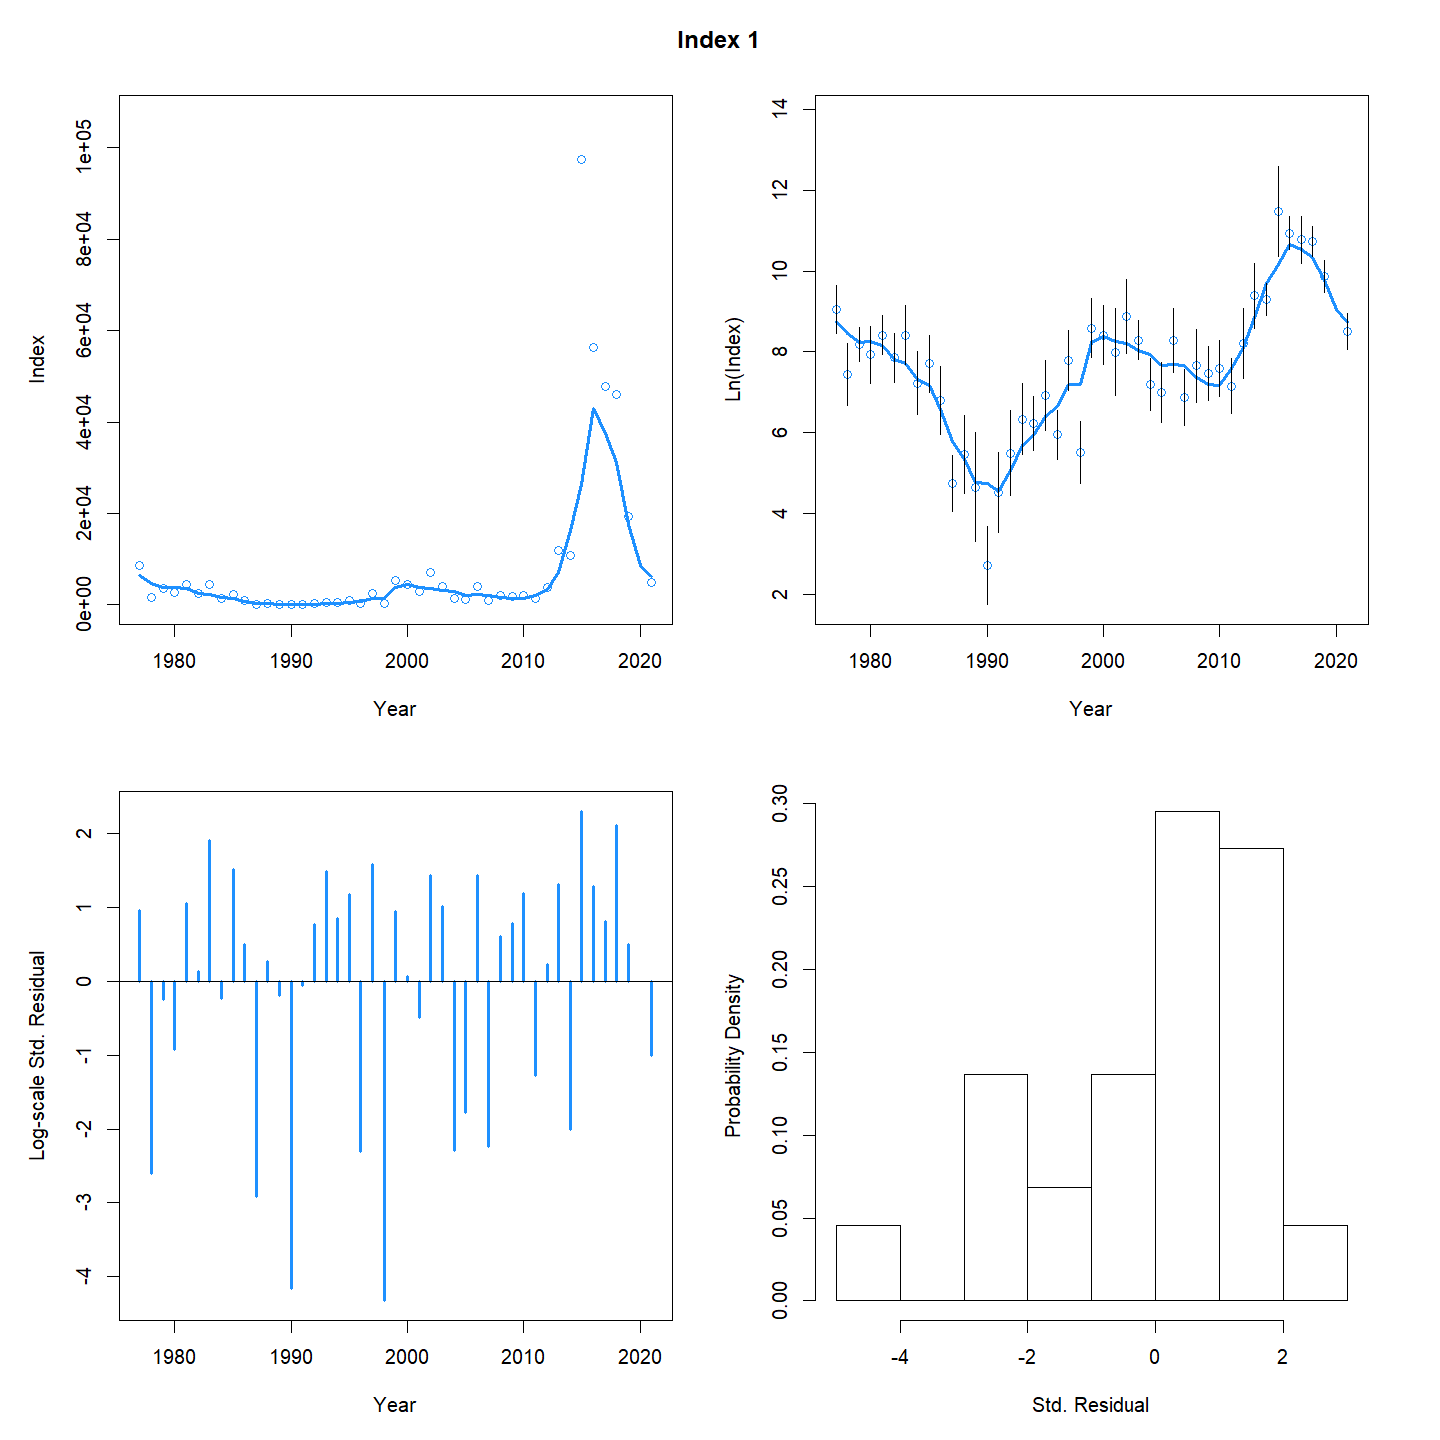 Index 1
Index
0e+00 2e+04 4e+04 6e+04 8e+04 1e+05
1980 1990 2000 2010 2020
Year
Ln(Index)
2 4 6 8 10 12 14
1980 1990 2000 2010 2020
Year
Log-scale Std. Residual
-4 -3 -2 -1 0 1 2
1980 1990 2000 2010 2020
Year
Probability Density
0.00 0.05 0.10 0.15 0.20 0.25 0.30
-4 -2 0 2
Std. Residual